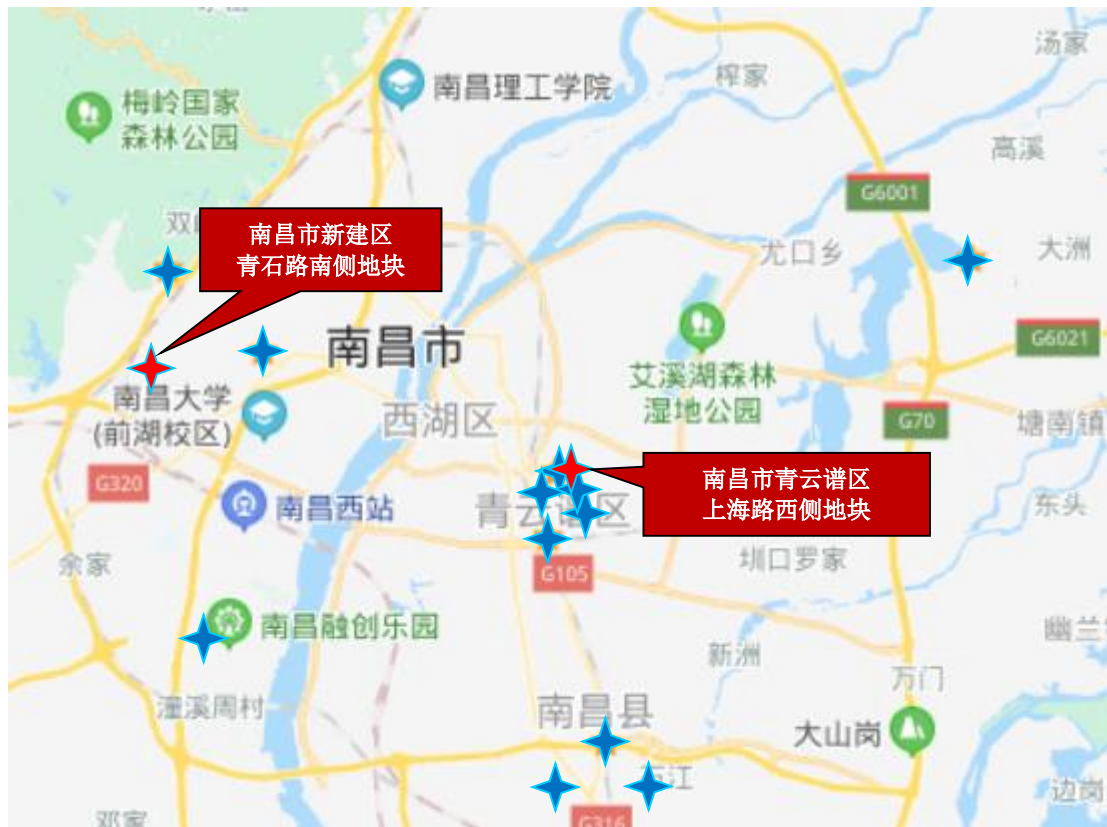 汤家
榨家
南昌理工学院
梅岭国家
森林公园
高溪
G6001
南昌市新建区
青石路南侧地块
尤口乡
大洲
G6021
南昌市
艾溪湖森林
湿地公园
南昌大学
(前湖校区)
西湖区
G70
塘南镇
G320
南昌市青云谱区
上海路西侧地块
南昌西站
青云谱区
东头
余家
G105
圳口罗家
南昌融创乐园
幽兰
新洲
万门
潼溪周村
南昌县
大山岗
边岗
邓家
G316